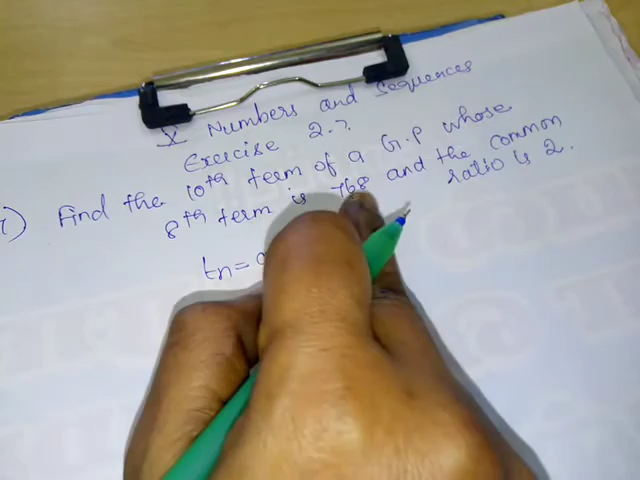 X Numbers and Sequences
Exercise 2.7
7) Find the 10th term of a G.P whose
8th term is 768 and the common
ratio is 2.
tn = a